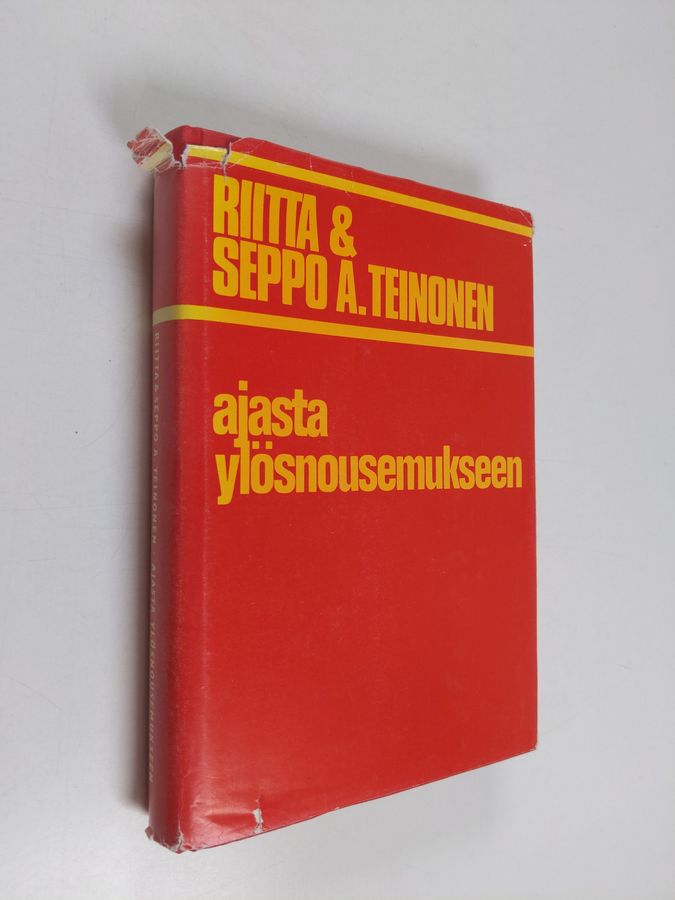 RIITTA &
SEPPO A. TEINONEN
ajasta
ylösnousemukseen
RIITTA & SEPPO A. TEINONEN AJASTA YLÖSNOUSEMUKSEEN